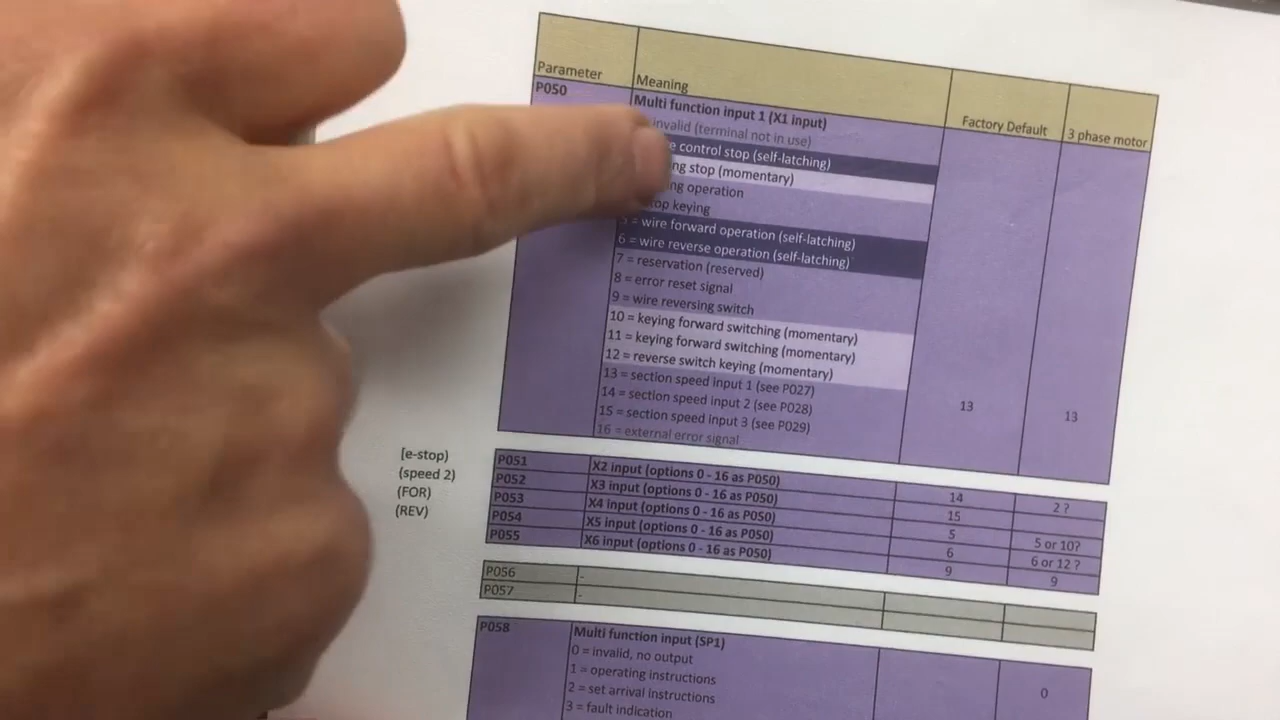 Parameter Meaning Factory Default 3 phase motor
P050 Multi function input 1 (X1 input)
invalid (terminal not in use)
control stop (self-latching)
stop (momentary)
operation
keying
5 = wire forward operation (self-latching)
6 = wire reverse operation (self-latching)
7 = reservation (reserved)
8 = error reset signal
9 = wire reversing switch
10 = keying forward switching (momentary)
11 = keying forward switching (momentary)
12 = reverse switch keying (momentary)
13 = section speed input 1 (see P027) 13 13
14 = section speed input 2 (see P028)
15 = section speed input 3 (see P029)
16 = external error signal
[e-stop) P051 X2 input (options 0 - 16 as P050) 14 2 ?
(speed 2) P052 X3 input (options 0 - 16 as P050) 15
(FOR) P053 X4 input (options 0 - 16 as P050) 5 5 or 10?
(REV) P054 X5 input (options 0 - 16 as P050) 6 6 or 12 ?
P055 X6 input (options 0 - 16 as P050) 9 9
P056 -
P057 -
P058 Multi function input (SP1)
0 = invalid, no output
1 = operating instructions 0
2 = set arrival instructions
3 = fault indication